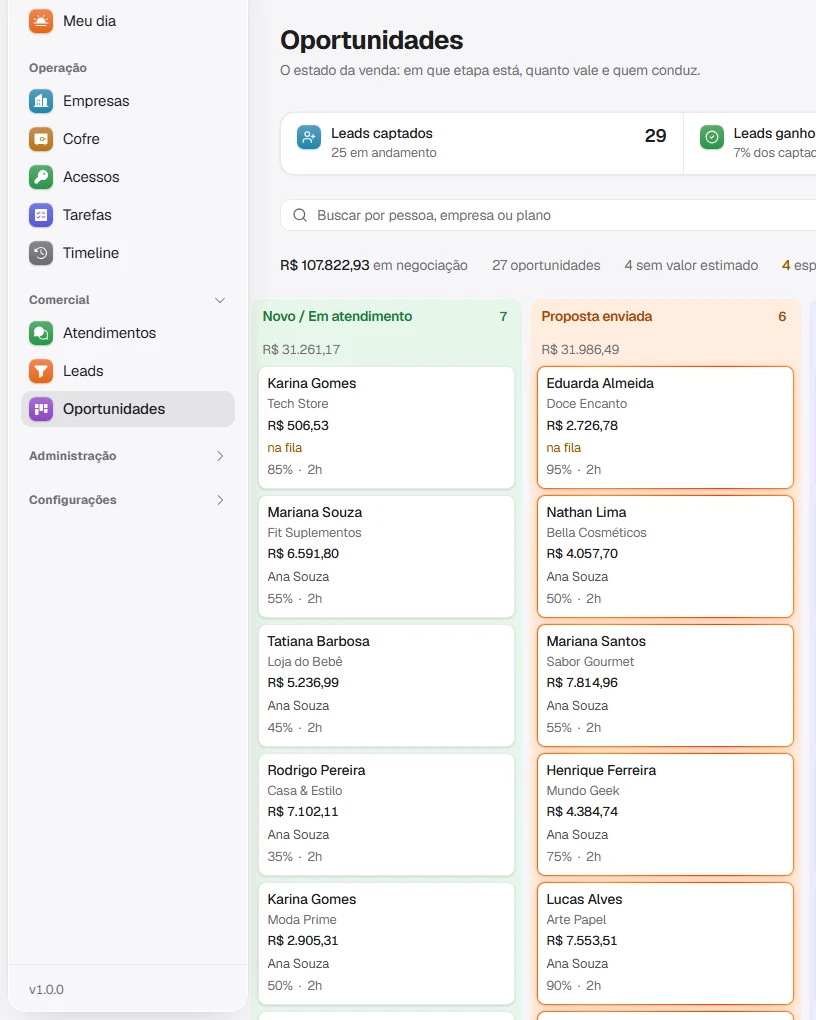 Meu dia
Operação
Empresas
Cofre
Acessos
Tarefas
Timeline
Comercial
Atendimentos
Leads
Oportunidades
Administração
Configurações
v1.0.0
Oportunidades
O estado da venda: em que etapa está, quanto vale e quem conduz.
Leads captados 29
25 em andamento
Leads ganho
7% dos captad
Buscar por pessoa, empresa ou plano
R$ 107.822,93 em negociação 27 oportunidades 4 sem valor estimado 4 esp
Novo / Em atendimento 7
R$ 31.261,17
Karina Gomes
Tech Store
R$ 506,53
na fila
85% · 2h
Mariana Souza
Fit Suplementos
R$ 6.591,80
Ana Souza
55% · 2h
Tatiana Barbosa
Loja do Bebê
R$ 5.236,99
Ana Souza
45% · 2h
Rodrigo Pereira
Casa & Estilo
R$ 7.102,11
Ana Souza
35% · 2h
Karina Gomes
Moda Prime
R$ 2.905,31
Ana Souza
50% · 2h
Proposta enviada 6
R$ 31.986,49
Eduarda Almeida
Doce Encanto
R$ 2.726,78
na fila
95% · 2h
Nathan Lima
Bella Cosméticos
R$ 4.057,70
Ana Souza
50% · 2h
Mariana Santos
Sabor Gourmet
R$ 7.814,96
Ana Souza
55% · 2h
Henrique Ferreira
Mundo Geek
R$ 4.384,74
Ana Souza
75% · 2h
Lucas Alves
Arte Papel
R$ 7.553,51
Ana Souza
90% · 2h